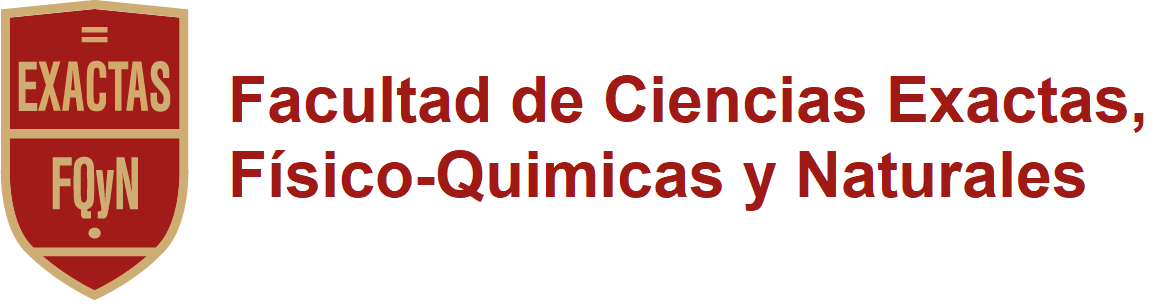 =
EXACTAS
FQyN
Facultad de Ciencias Exactas,
Físico-Quimicas y Naturales